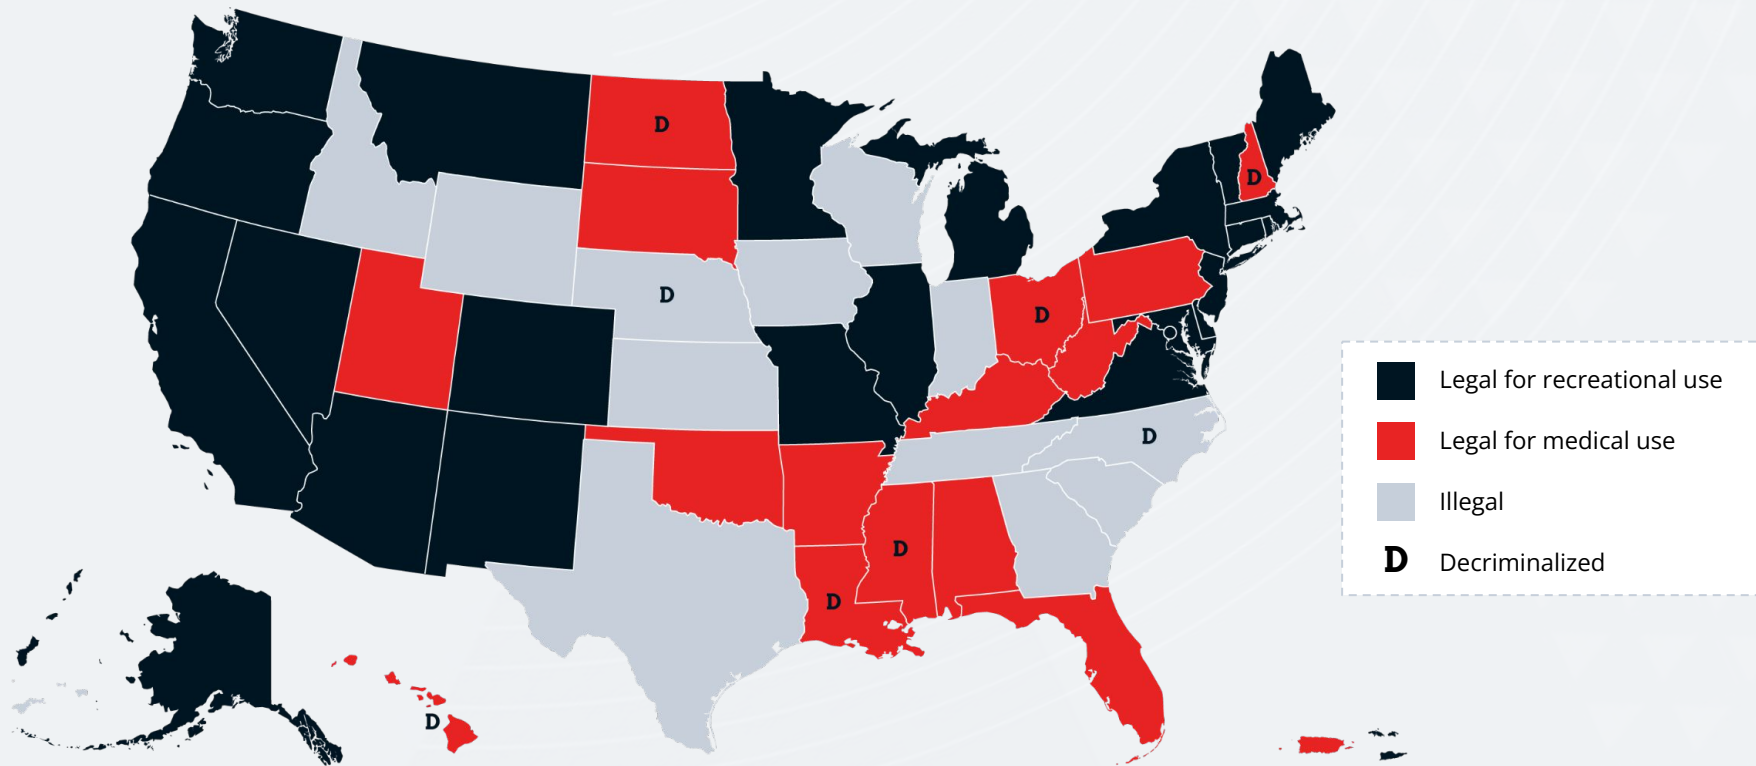 D
D
D
D
D
D
D
D
Legal for recreational use
Legal for medical use
Illegal
D Decriminalized